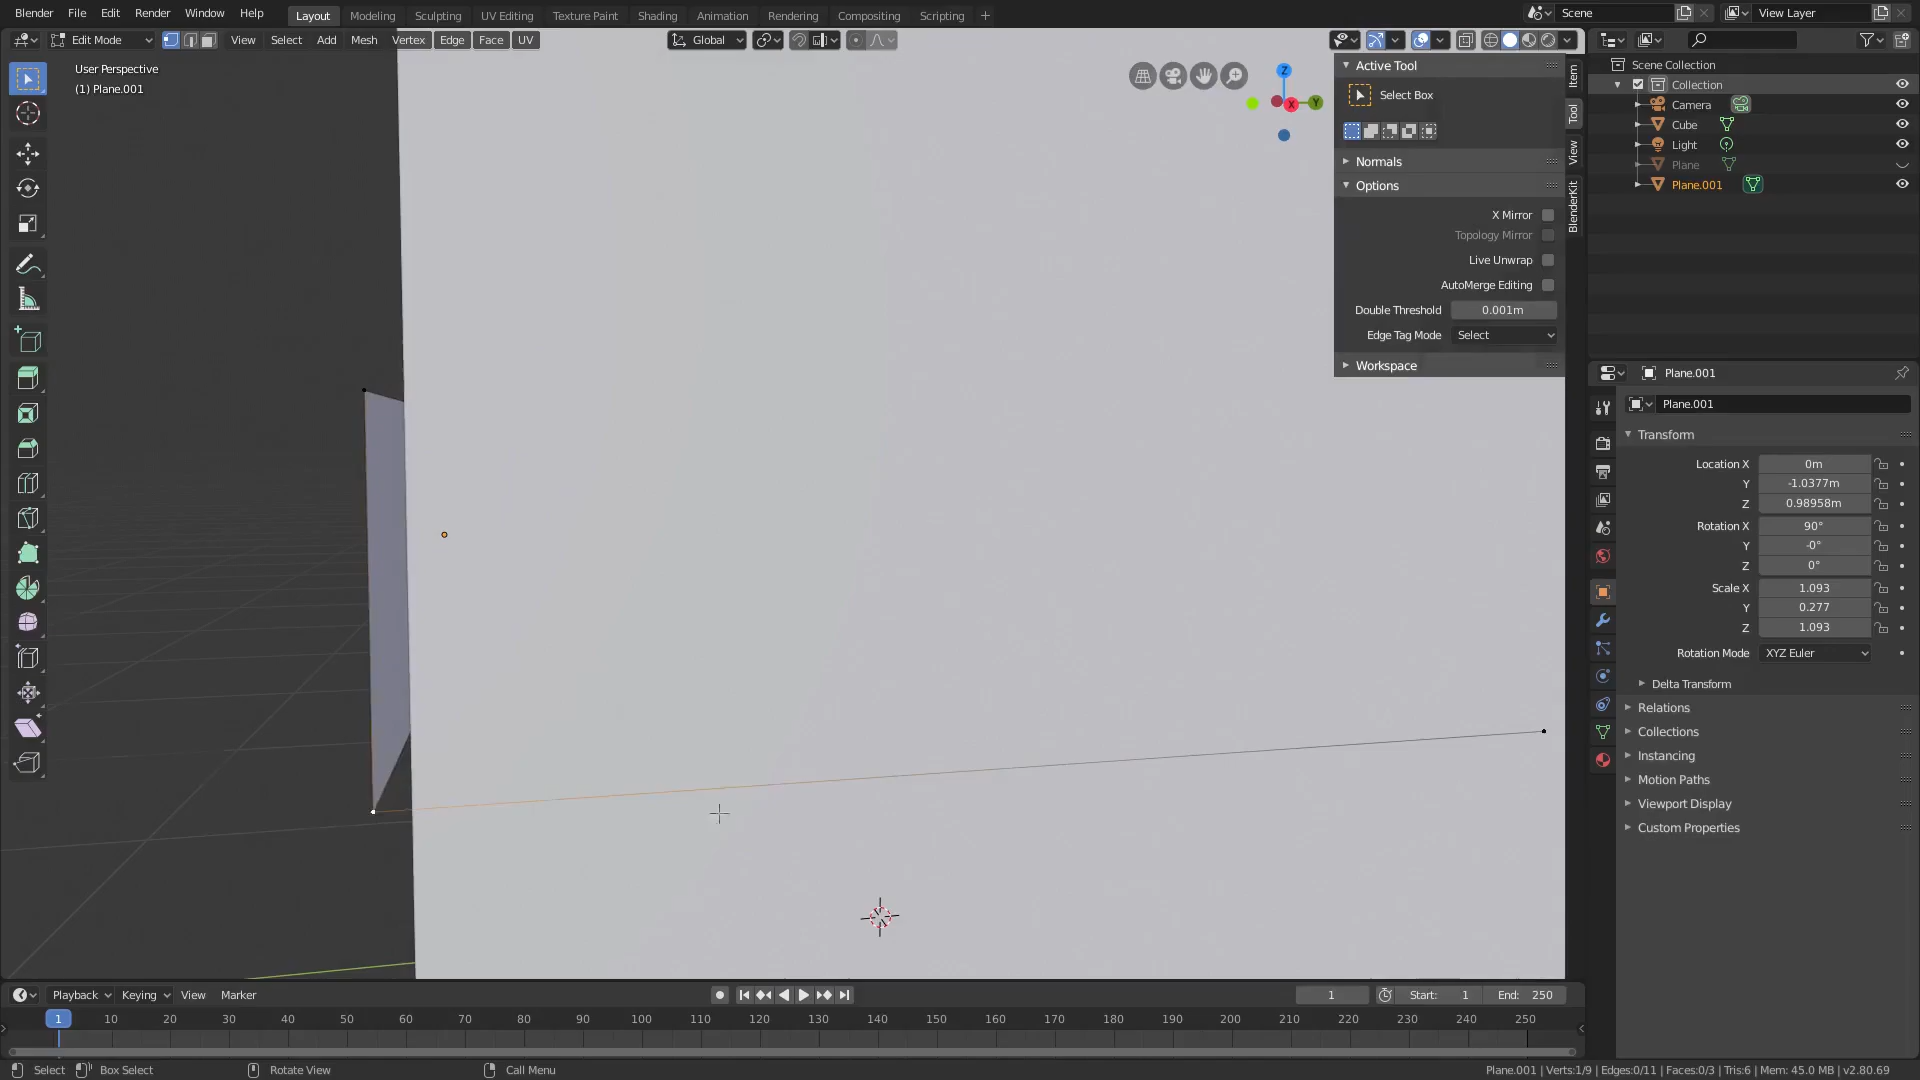 Blender File Edit Render Window Help Layout Modeling Sculpting UV Editing Texture Paint Shading Animation Rendering Compositing Scripting + Scene View Layer
Edit Mode View Select Add Mesh Vertex Edge Face UV Global
User Perspective
(1) Plane.001
Z
X
Y
Active Tool
Select Box
Normals
Options
X Mirror
Topology Mirror
Live Unwrap
AutoMerge Editing
Double Threshold 0.001m
Edge Tag Mode Select
Workspace
Item
Tool
View
BlenderKit
Scene Collection
Collection
Camera
Cube
Light
Plane
Plane.001
Plane.001
Plane.001
Transform
Location X 0m
Y -1.0377m
Z 0.98958m
Rotation X 90°
Y -0°
Z 0°
Scale X 1.093
Y 0.277
Z 1.093
Rotation Mode XYZ Euler
Delta Transform
Relations
Collections
Instancing
Motion Paths
Viewport Display
Custom Properties
Playback Keying View Marker 1 Start: 1 End: 250
1 10 20 30 40 50 60 70 80 90 100 110 120 130 140 150 160 170 180 190 200 210 220 230 240 250
Select Box Select Rotate View Call Menu Plane.001 | Verts:1/9 | Edges:0/11 | Faces:0/3 | Tris:6 | Mem: 45.0 MB | v2.80.69